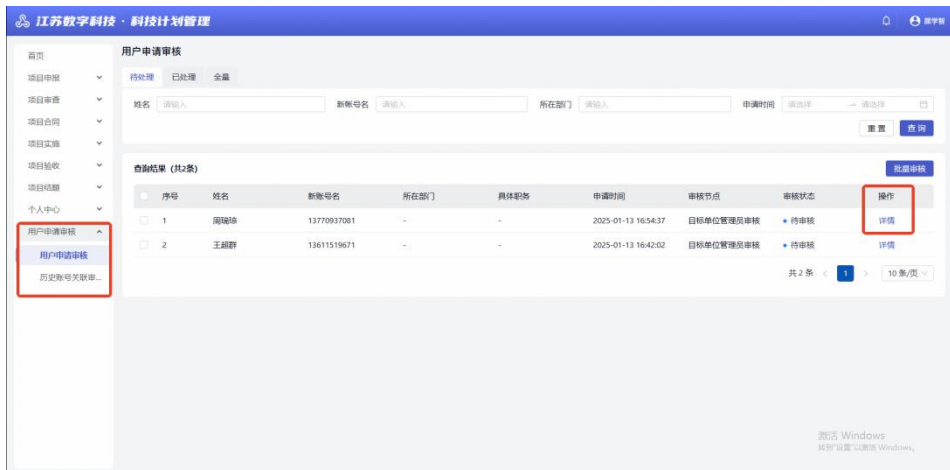 江苏数字科技·科技计划管理
首页
项目申报
项目审查
项目合同
项目实施
项目验收
项目结题
个人中心
用户申请审核
用户申请审核
历史账号关联审...
用户申请审核
待处理 已处理 全量
姓名 请输入 新帐号名 请输入 所在部门 请输入 申请时间 请选择 → 请选择
重置 查询
查询结果 (共2条) 批量审核
序号 姓名 新账号名 所在部门 具体职务 申请时间 审核节点 审核状态 操作
1 周瑞琼 13770937081 - - 2025-01-13 16:54:37 目标单位管理员审核 待审核 详情
2 王超群 13611519671 - - 2025-01-13 16:42:02 目标单位管理员审核 待审核 详情
共 2 条 < 1 > 10 条/页
激活 Windows
转到"设置"以激活 Windows。